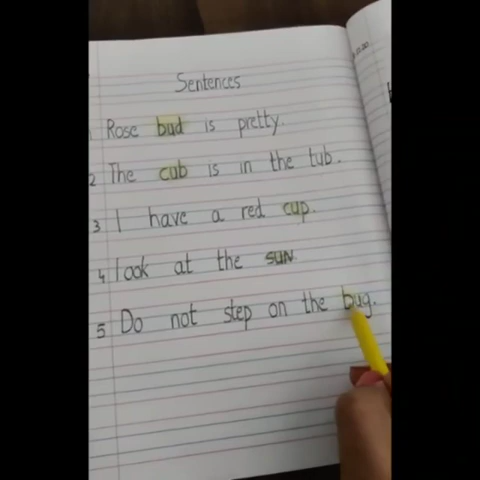 Sentences
1 Rose bud is pretty.
2 The cub is in the tub.
3 I have a red cup.
4 look at the sun
5 Do not step on the bug.